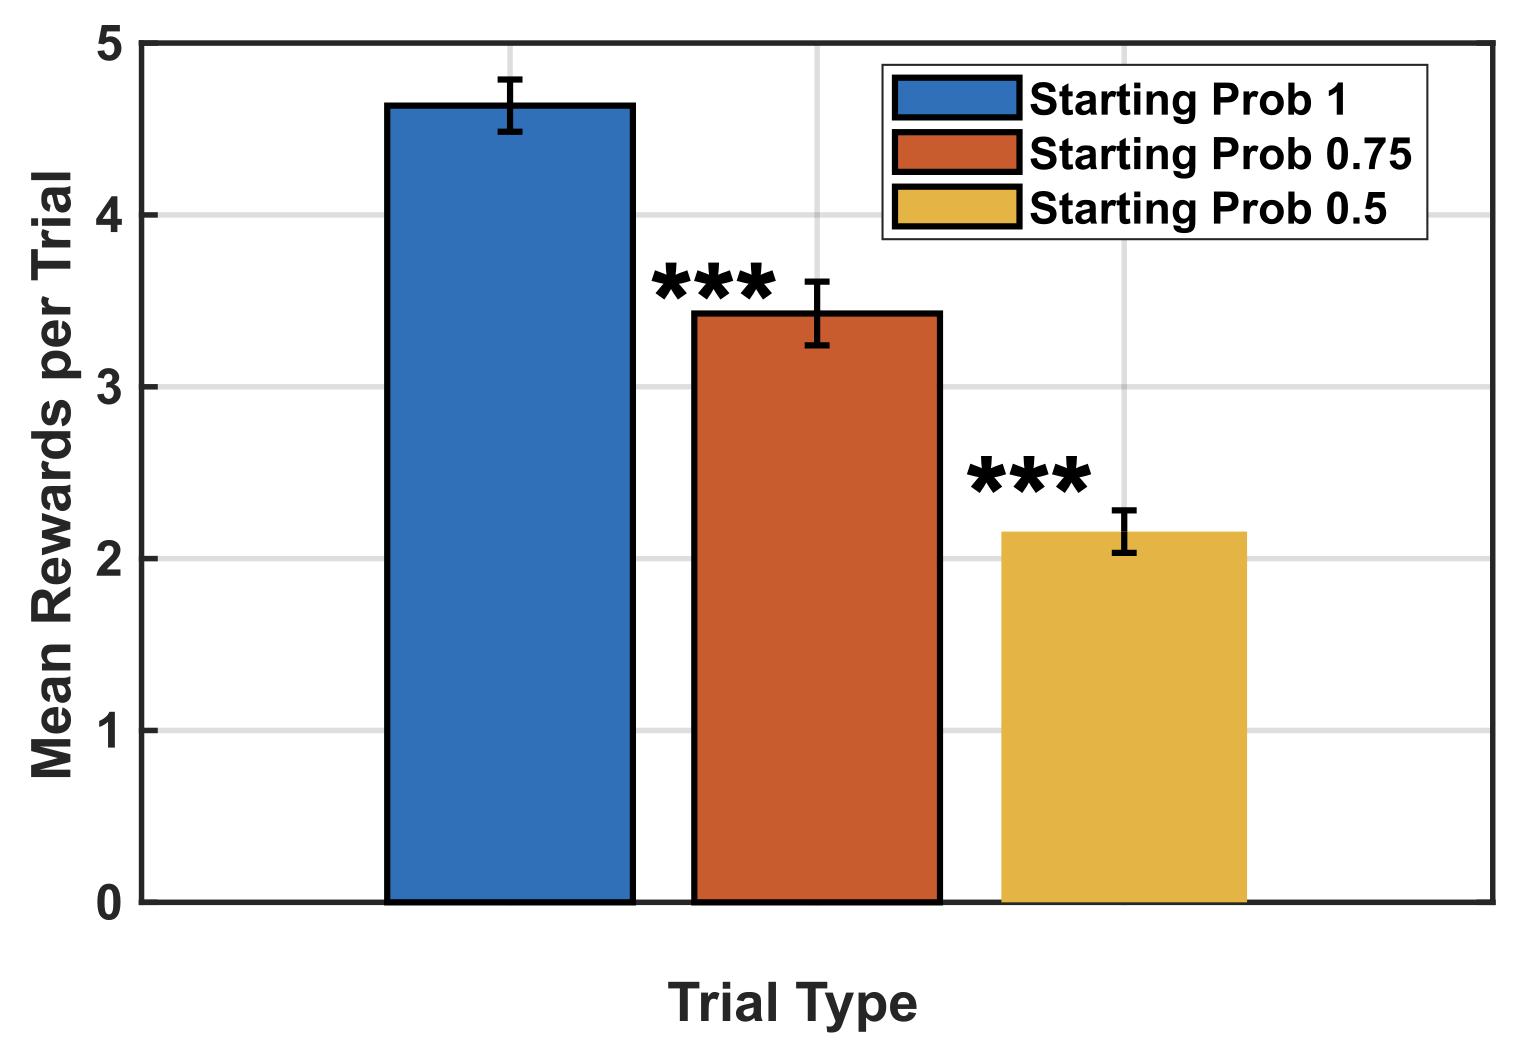 5
4
3
2
1
0
Mean Rewards per Trial
Starting Prob 1
Starting Prob 0.75
Starting Prob 0.5
***
***
Trial Type